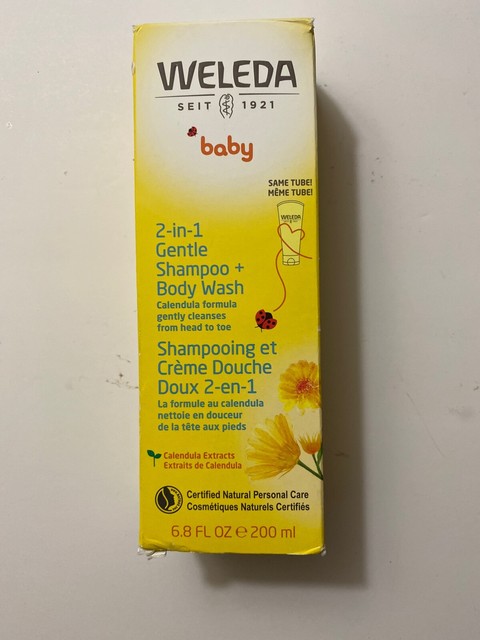 WELEDA
SEIT 1921
baby
SAME TUBE!
MÊME TUBE!
WELEDA
2-in-1
Gentle
Shampoo +
Body Wash
Calendula formula
gently cleanses
from head to toe
Shampooing et
Crème Douche
Doux 2-en-1
La formule au calendula
nettoie en douceur
de la tête aux pieds
Calendula Extracts
Extraits de Calendula
Certified Natural Personal Care
Cosmétiques Naturels Certifiés
6.8 FL OZ ℮ 200 ml